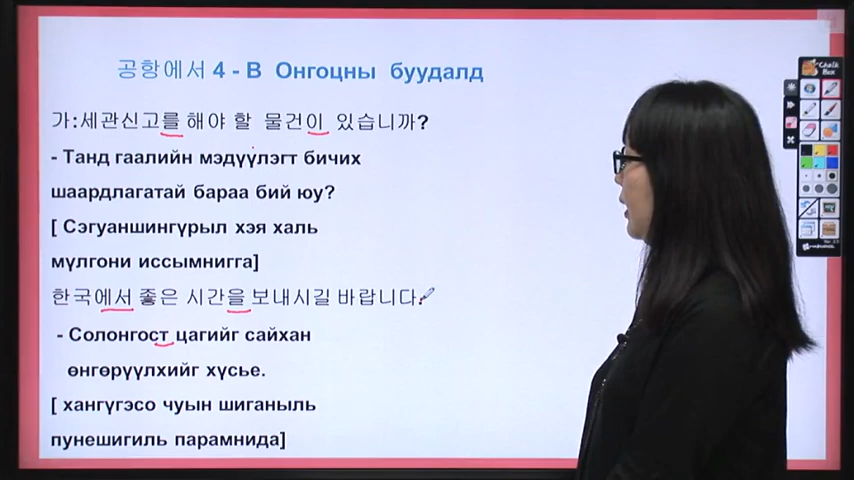 공항에서 4 - B Онгоцны буудалд
가:세관신고를 해야 할 물건이 있습니까?
- Танд гаалийн мэдүүлэгт бичих
шаардлагатай бараа бий юу?
[ Сэгуаншингүрыл хэя халь
мүлгони иссымнигга]
한국에서 좋은 시간을 보내시길 바랍니다.
- Солонгост цагийг сайхан
өнгөрүүлхийг хүсье.
[ хангүгэсо чуын шиганыль
пунешигиль парамнида]
Chalk
Box